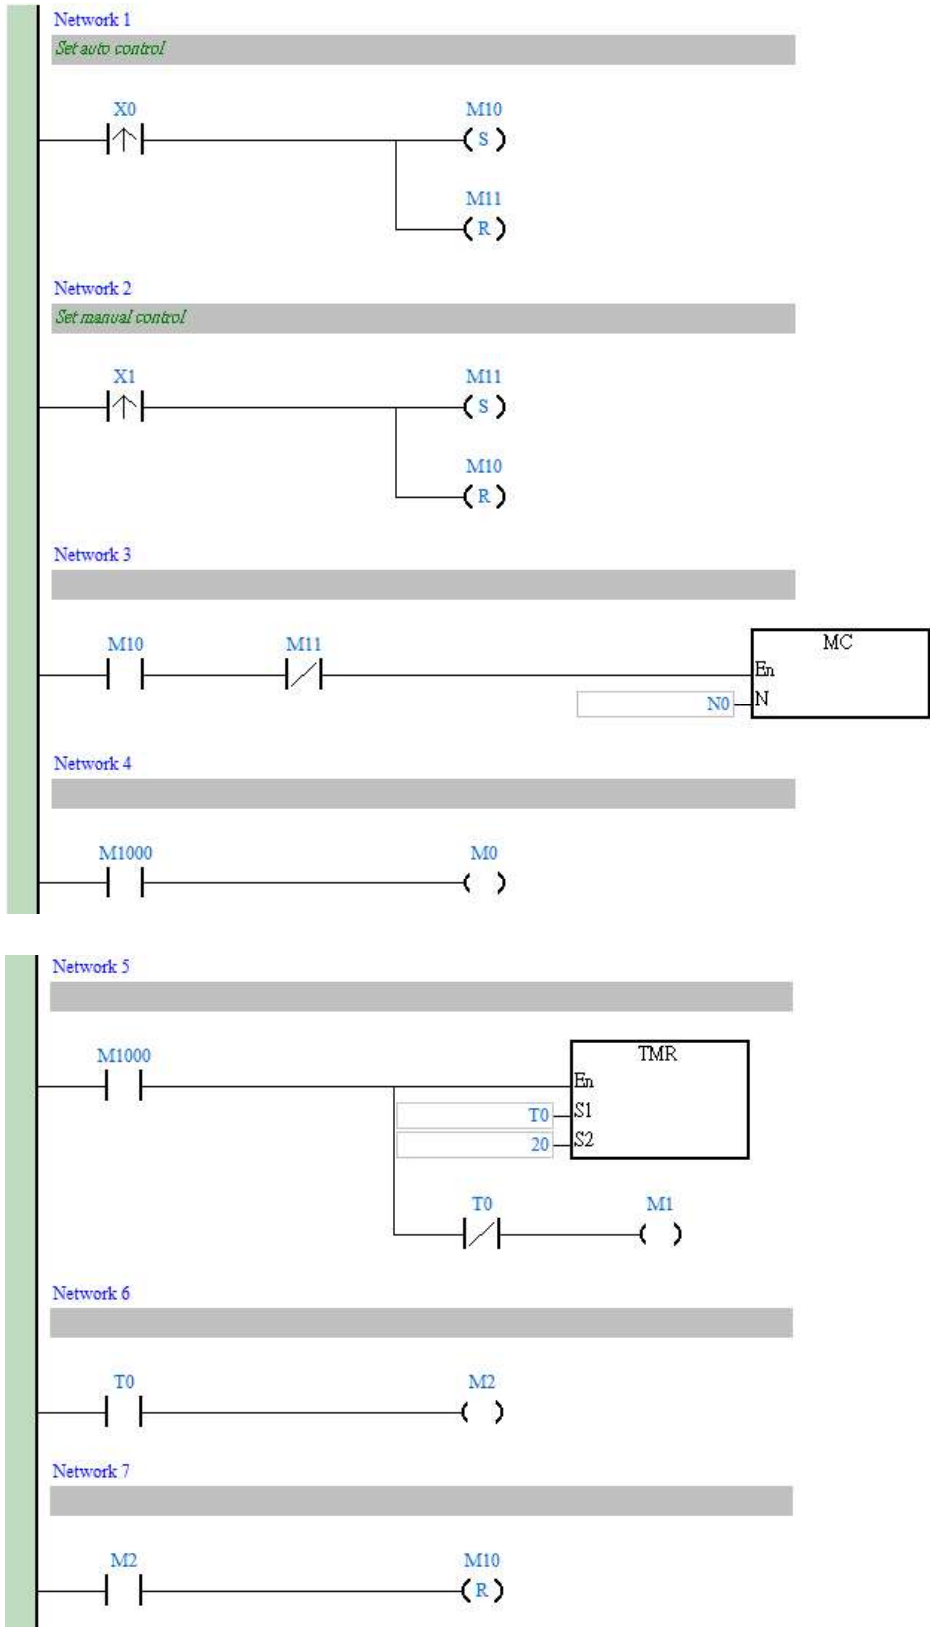 Network 1
Set auto control
X0 M10
S
M11
R
Network 2
Set manual control
X1 M11
S
M10
R
Network 3
M10 M11 MC
En
N0 N
Network 4
M1000 M0
Network 5
M1000 TMR
En
T0 S1
20 S2
T0 M1
Network 6
T0 M2
Network 7
M2 M10
R